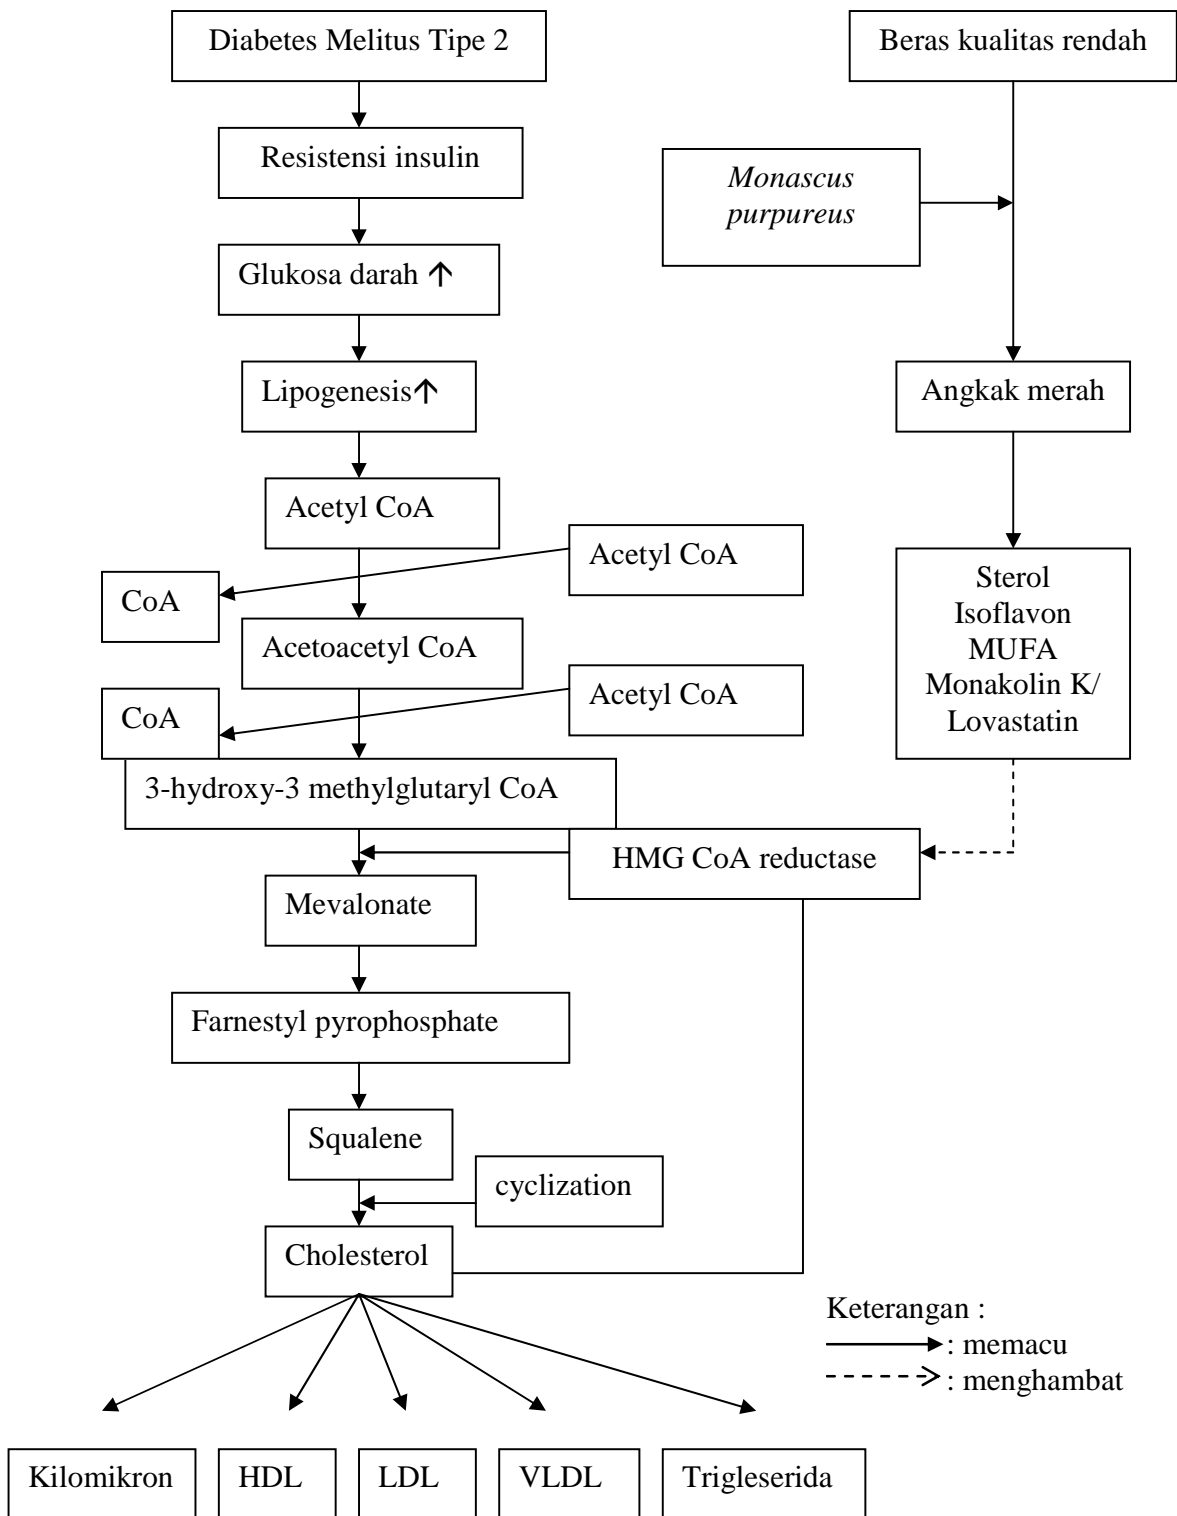 Diabetes Melitus Tipe 2
Beras kualitas rendah
Resistensi insulin
Monascus
purpureus
Glukosa darah ↑
Lipogenesis↑
Angkak merah
Acetyl CoA
Acetyl CoA
CoA
Acetoacetyl CoA
Sterol
Isoflavon
MUFA
Monakolin K/
Lovastatin
Acetyl CoA
CoA
3-hydroxy-3 methylglutaryl CoA
HMG CoA reductase
Mevalonate
Farnestyl pyrophosphate
Squalene
cyclization
Cholesterol
Keterangan :
: memacu
: menghambat
Kilomikron
HDL
LDL
VLDL
Trigleserida